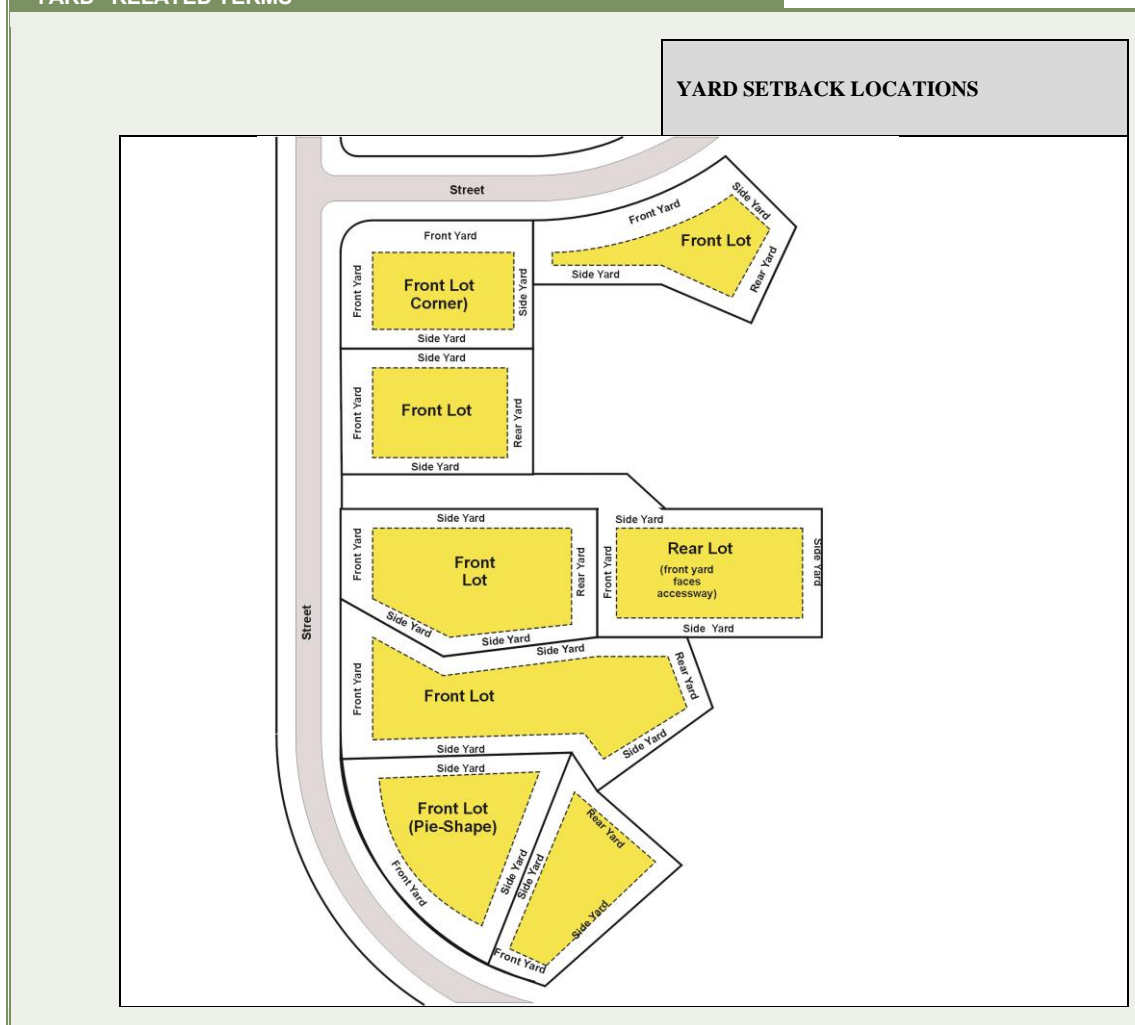 YARD - RELATED TERMS
YARD SETBACK LOCATIONS
Street
Side Yard
Front Yard
Front Lot
Rear Yard
Side Yard
Front Yard
Front Yard
Front Lot
Corner)
Side Yard
Side Yard
Side Yard
Front Yard
Front Lot
Rear Yard
Side Yard
Side Yard
Front Yard
Front
Lot
Rear Yard
Side Yard
Side Yard
Side Yard
Front Yard
Rear Lot
(front yard
faces
accessway)
Side Yard
Side Yard
Street
Side Yard
Front Yard
Front Lot
Rear Yard
Side Yard
Side Yard
Side Yard
Front Lot
(Pie-Shape)
Front Yard
Side Yard
Side Yard
Rear Yard
Side Yard
Front Yard